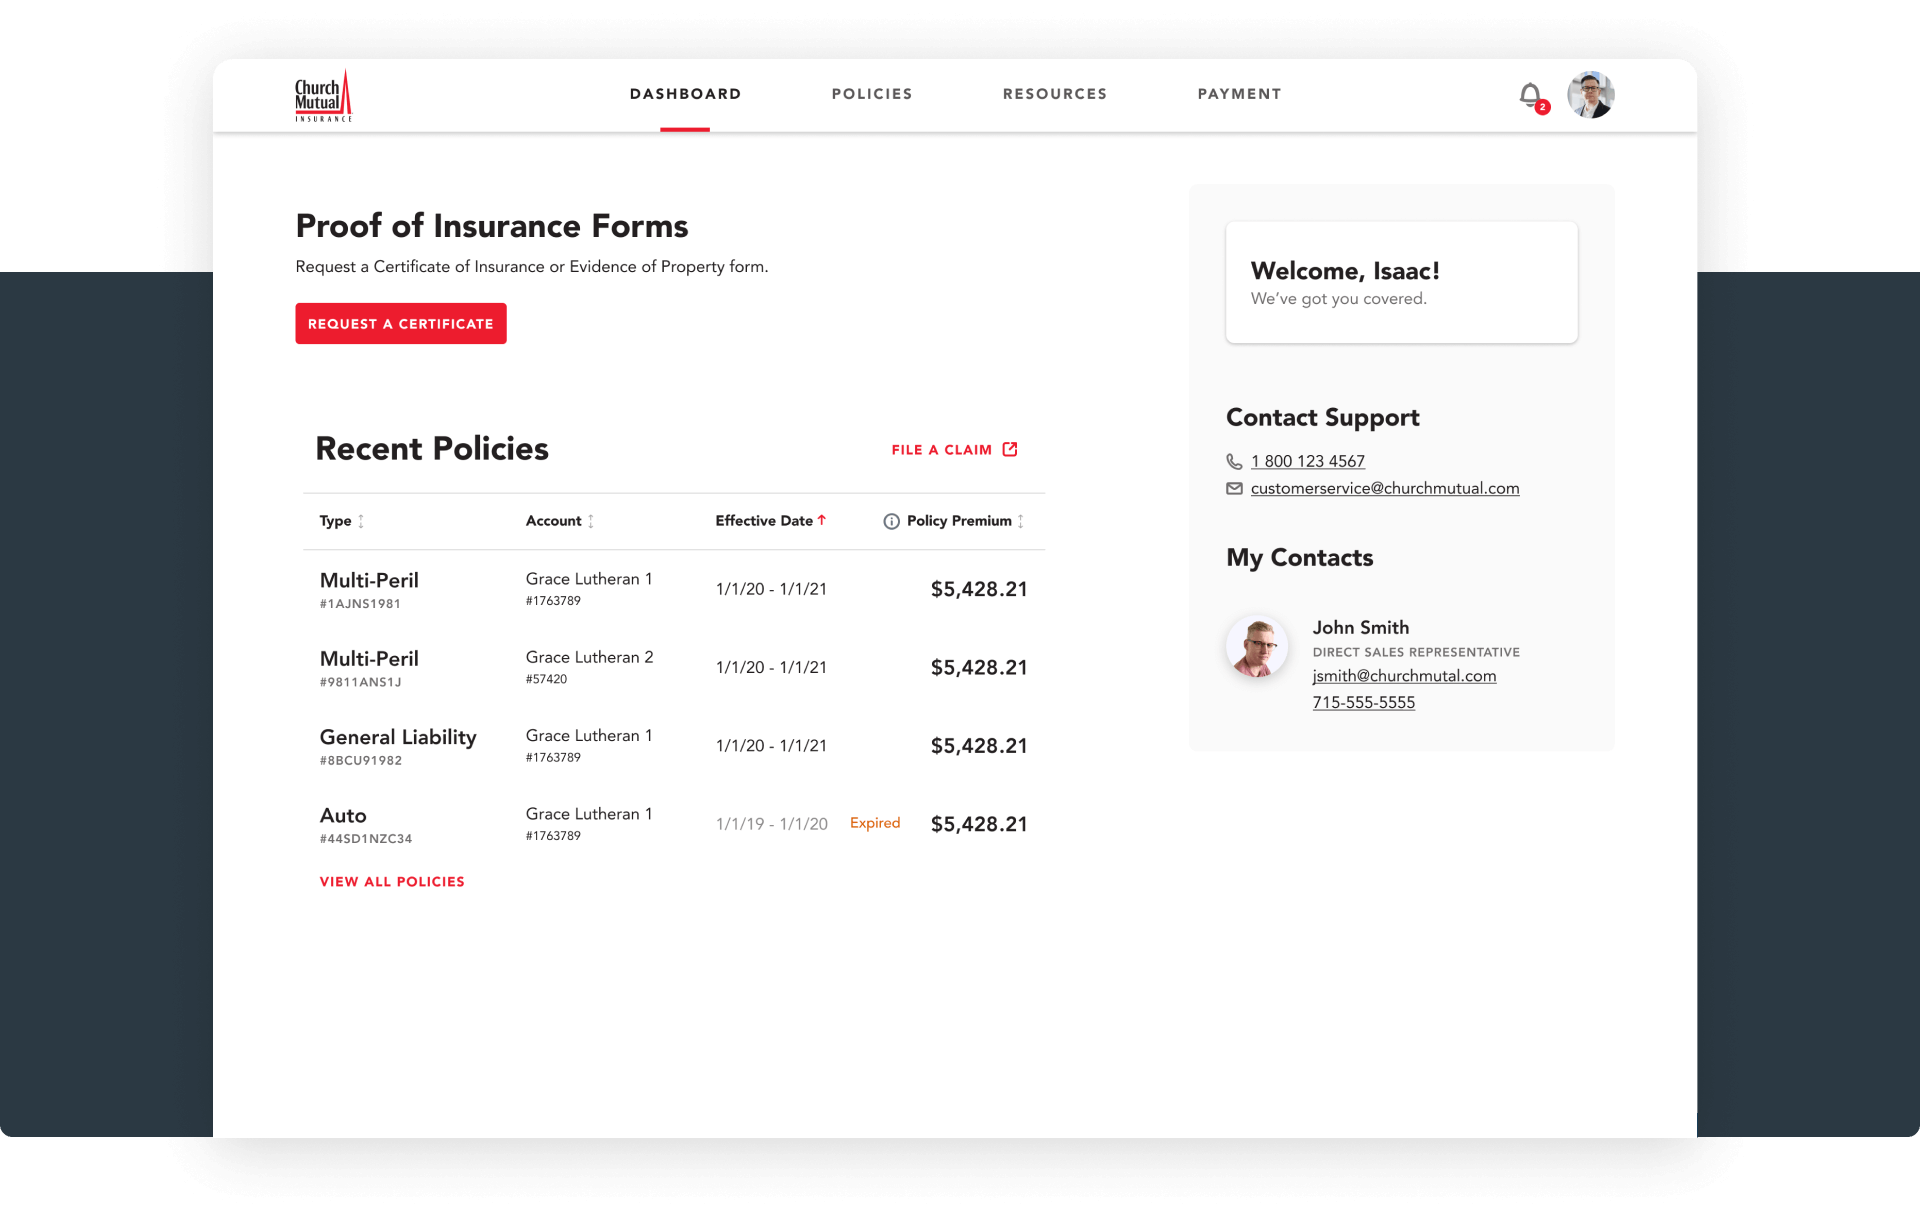 Church
Mutual
INSURANCE
DASHBOARD
POLICIES
RESOURCES
PAYMENT
2
Proof of Insurance Forms
Request a Certificate of Insurance or Evidence of Property form.
REQUEST A CERTIFICATE
Recent Policies
FILE A CLAIM
Type
Account
Effective Date
Policy Premium
Multi-Peril
#1AJNS1981
Grace Lutheran 1
#1763789
1/1/20 - 1/1/21
$5,428.21
Multi-Peril
#9811ANS1J
Grace Lutheran 2
#57420
1/1/20 - 1/1/21
$5,428.21
General Liability
#8BCU91982
Grace Lutheran 1
#1763789
1/1/20 - 1/1/21
$5,428.21
Auto
#44SD1NZC34
Grace Lutheran 1
#1763789
1/1/19 - 1/1/20
Expired
$5,428.21
VIEW ALL POLICIES
Welcome, Isaac!
We've got you covered.
Contact Support
1 800 123 4567
customerservice@churchmutual.com
My Contacts
John Smith
DIRECT SALES REPRESENTATIVE
jsmith@churchmutal.com
715-555-5555